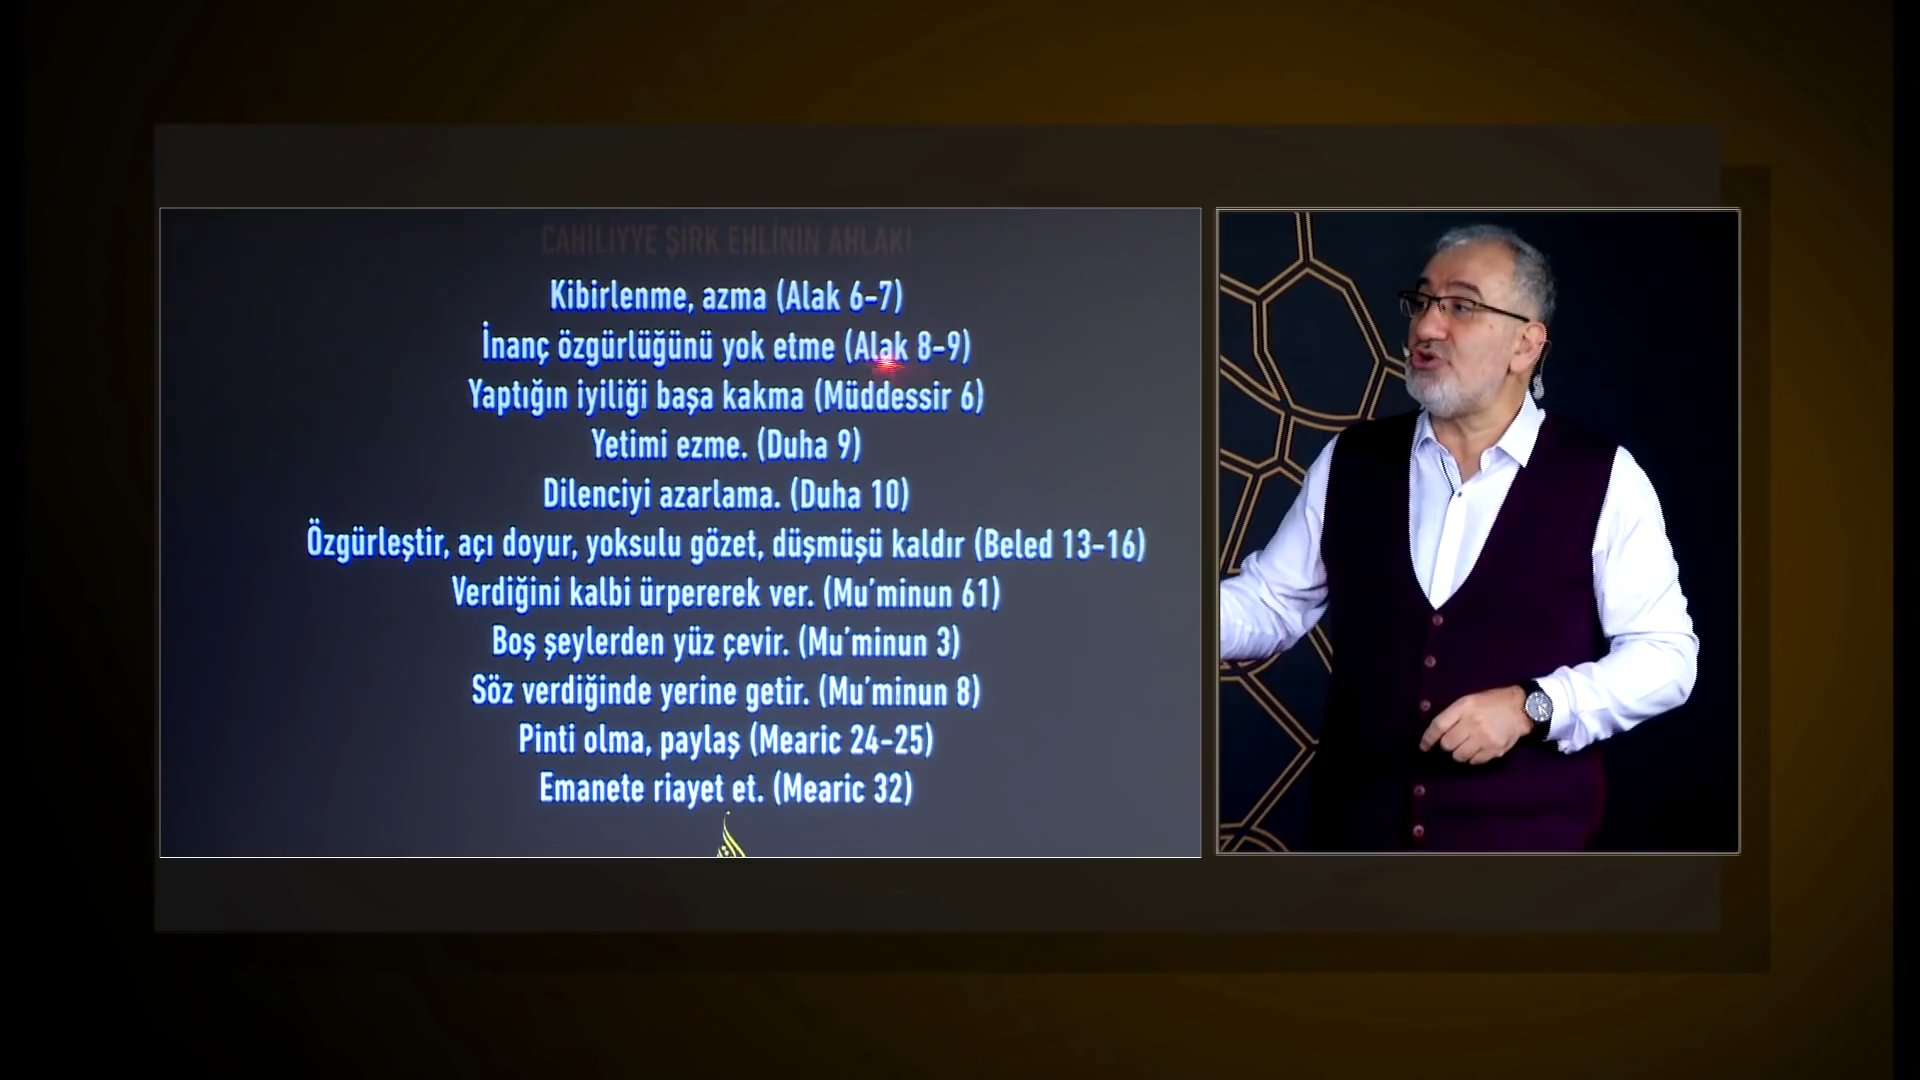 CAHİLİYYE ŞİRK EHLİNİN AHLAKI
Kibirlenme, azma (Alak 6-7)
İnanç özgürlüğünü yok etme (Alak 8-9)
Yaptığın iyiliği başa kakma (Müddessir 6)
Yetimi ezme. (Duha 9)
Dilenciyi azarlama. (Duha 10)
Özgürleştir, açı doyur, yoksulu gözet, düşmüşü kaldır (Beled 13-16)
Verdiğini kalbi ürpererek ver. (Mu'minun 61)
Boş şeylerden yüz çevir. (Mu'minun 3)
Söz verdiğinde yerine getir. (Mu'minun 8)
Pinti olma, paylaş (Mearic 24-25)
Emanete riayet et. (Mearic 32)